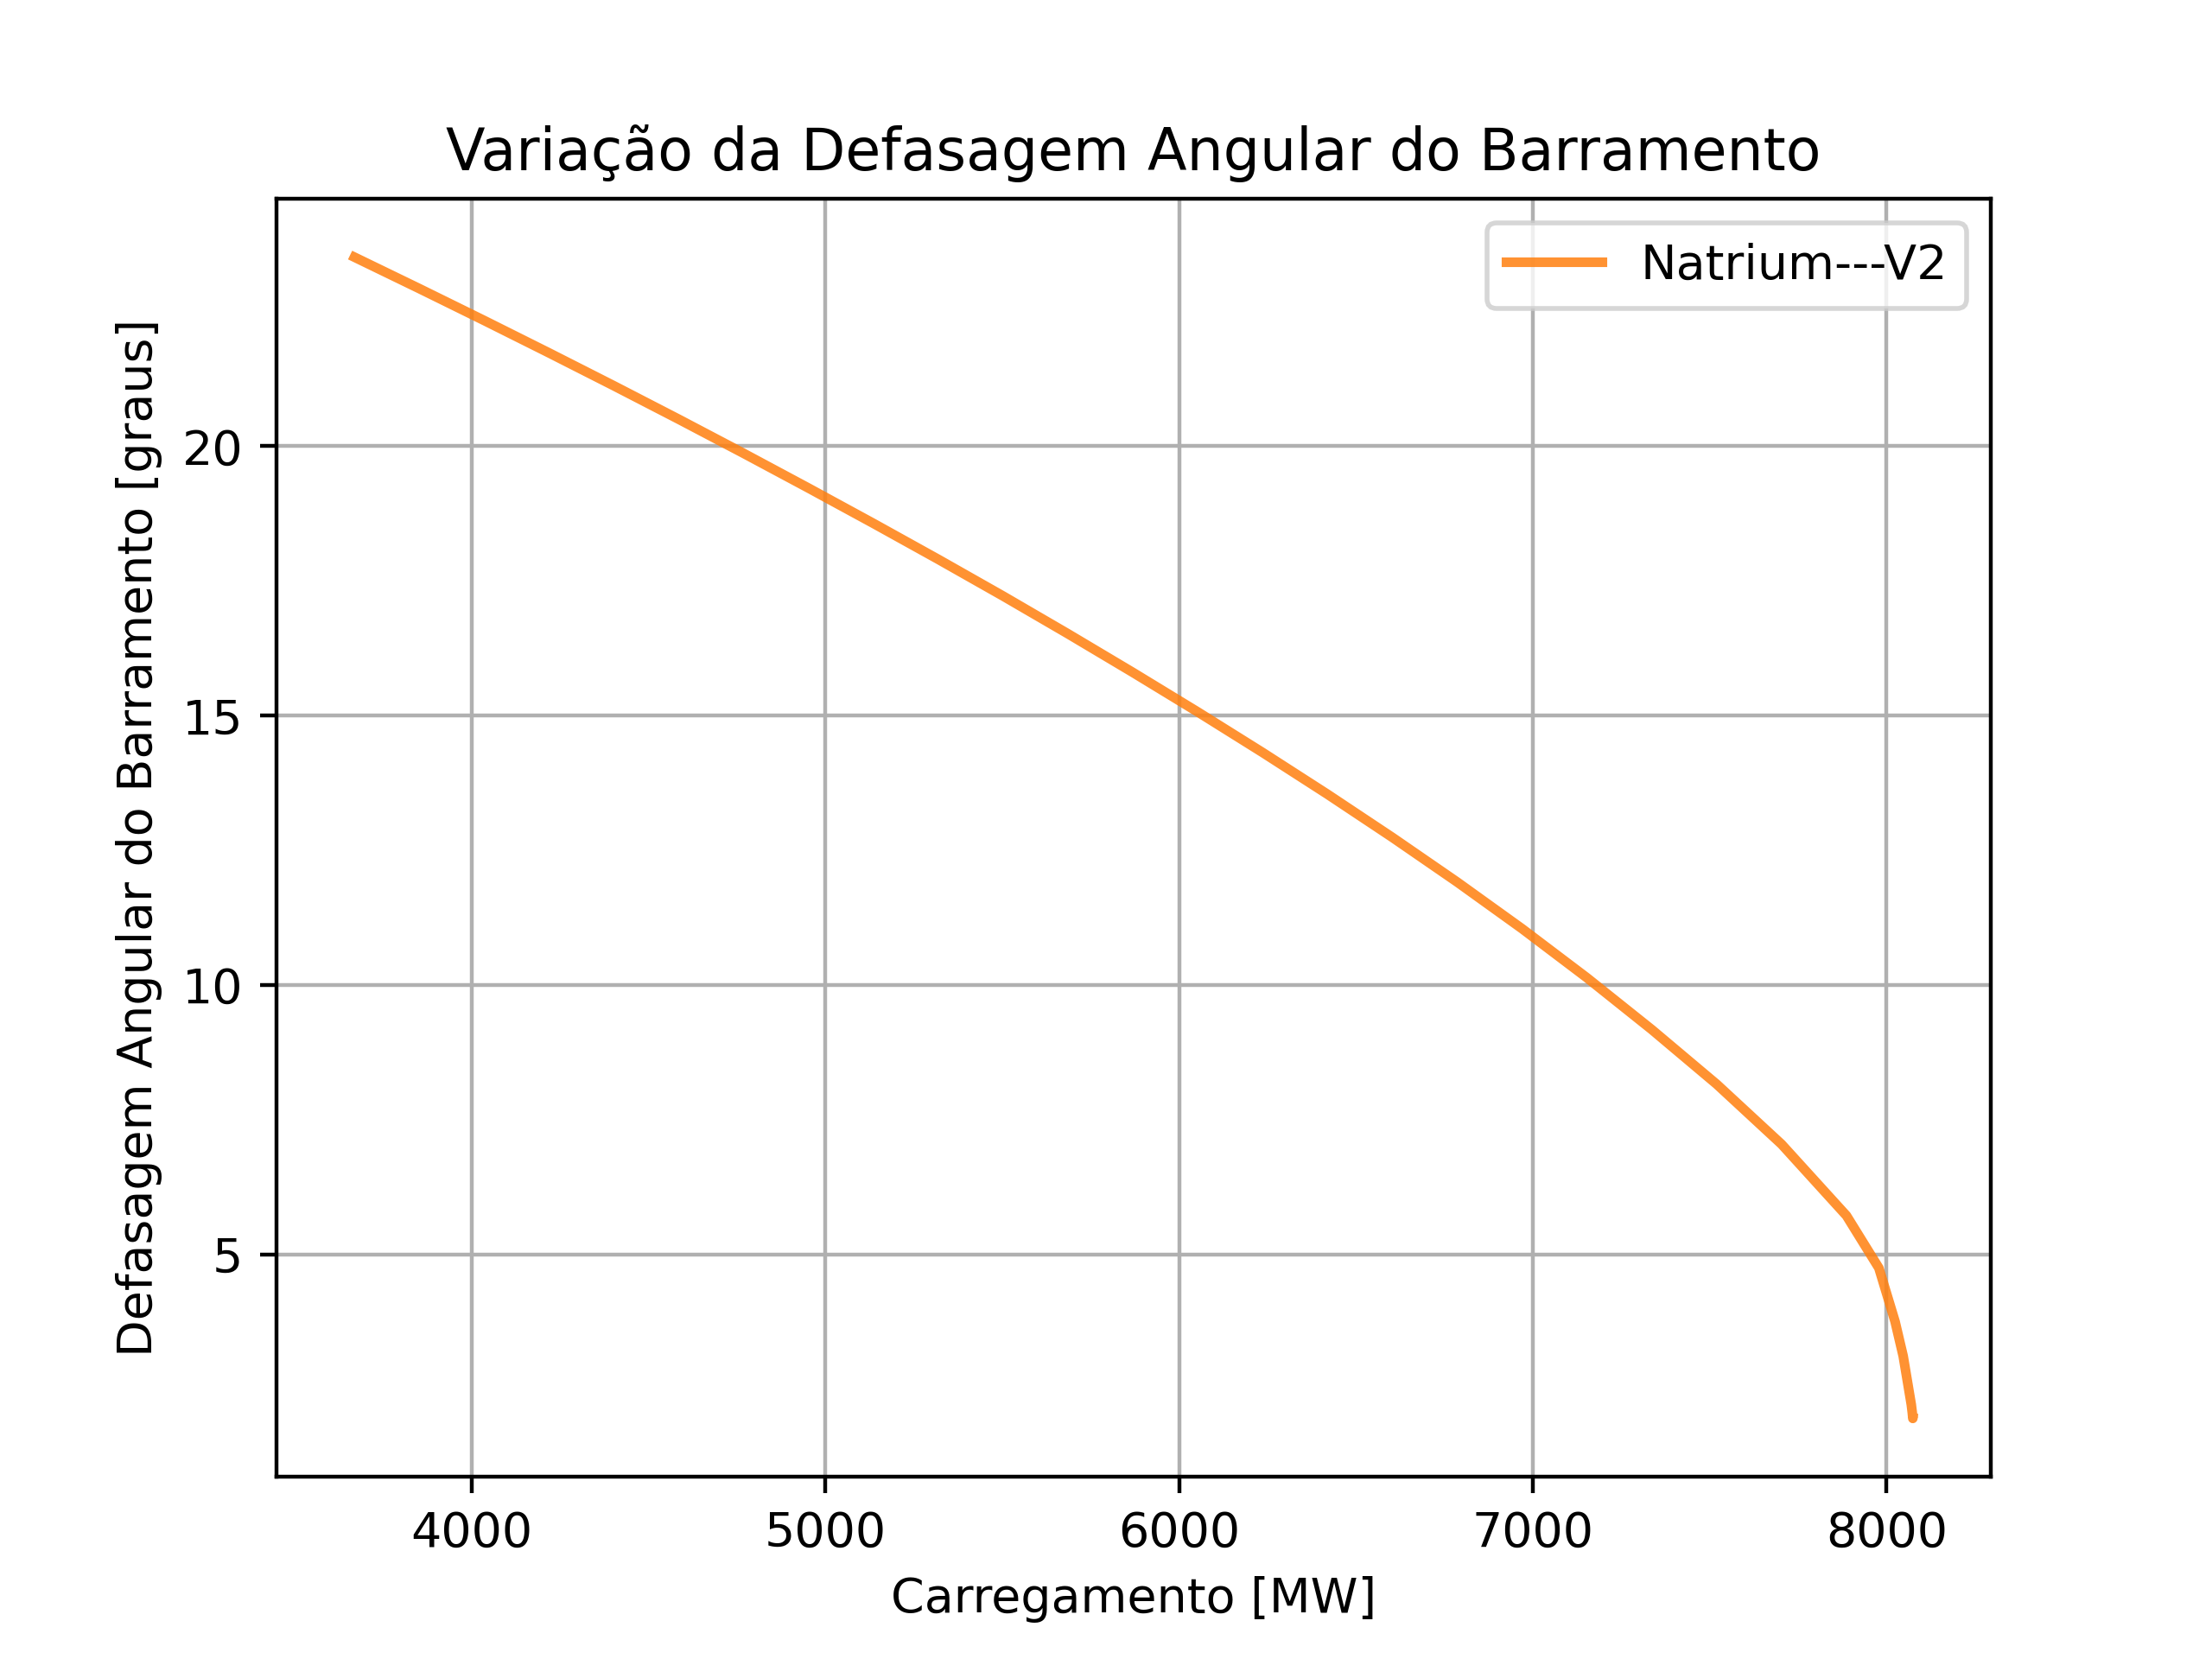 Variação da Defasagem Angular do Barramento
Natrium---V2
Defasagem Angular do Barramento [graus]
20
15
10
5
4000 5000 6000 7000 8000
Carregamento [MW]